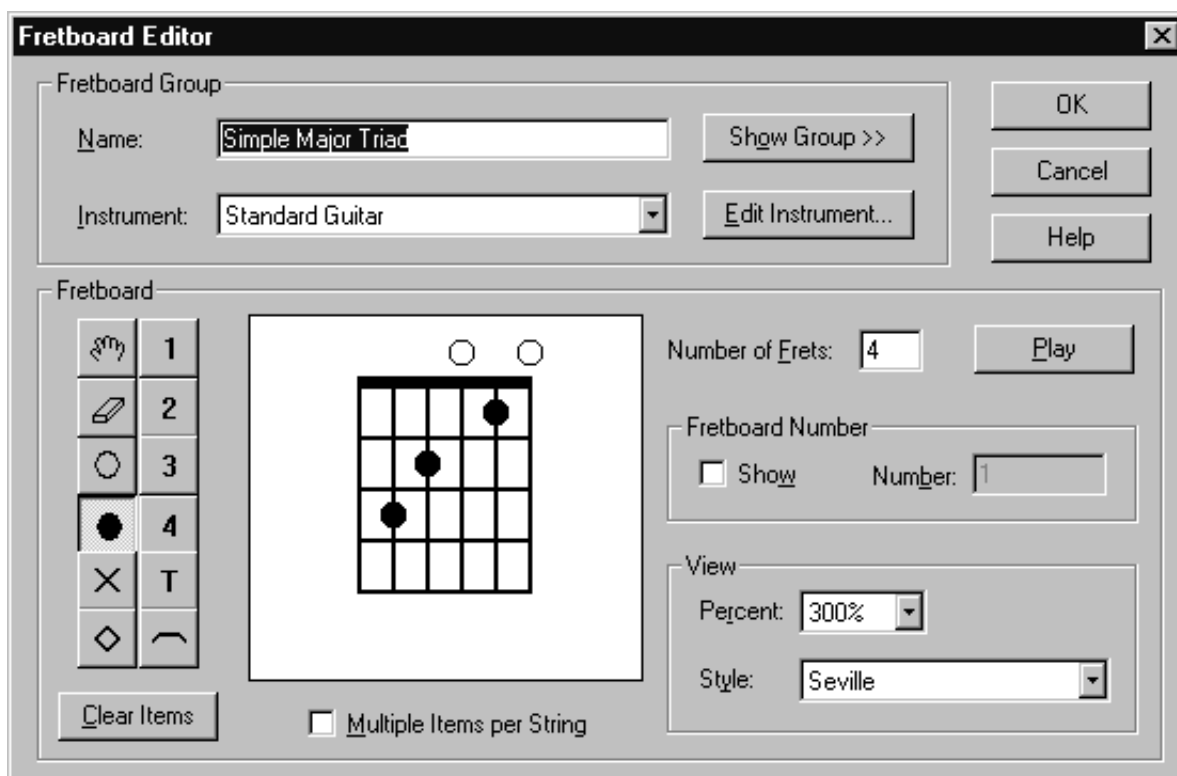 Fretboard Editor
Fretboard Group
Name: Simple Major Triad Show Group >>
OK
Cancel
Instrument: Standard Guitar Edit Instrument...
Help
Fretboard
1
2
3
4
T
Number of Frets: 4 Play
Fretboard Number
Show Number: 1
View
Percent: 300%
Style: Seville
Clear Items
Multiple Items per String